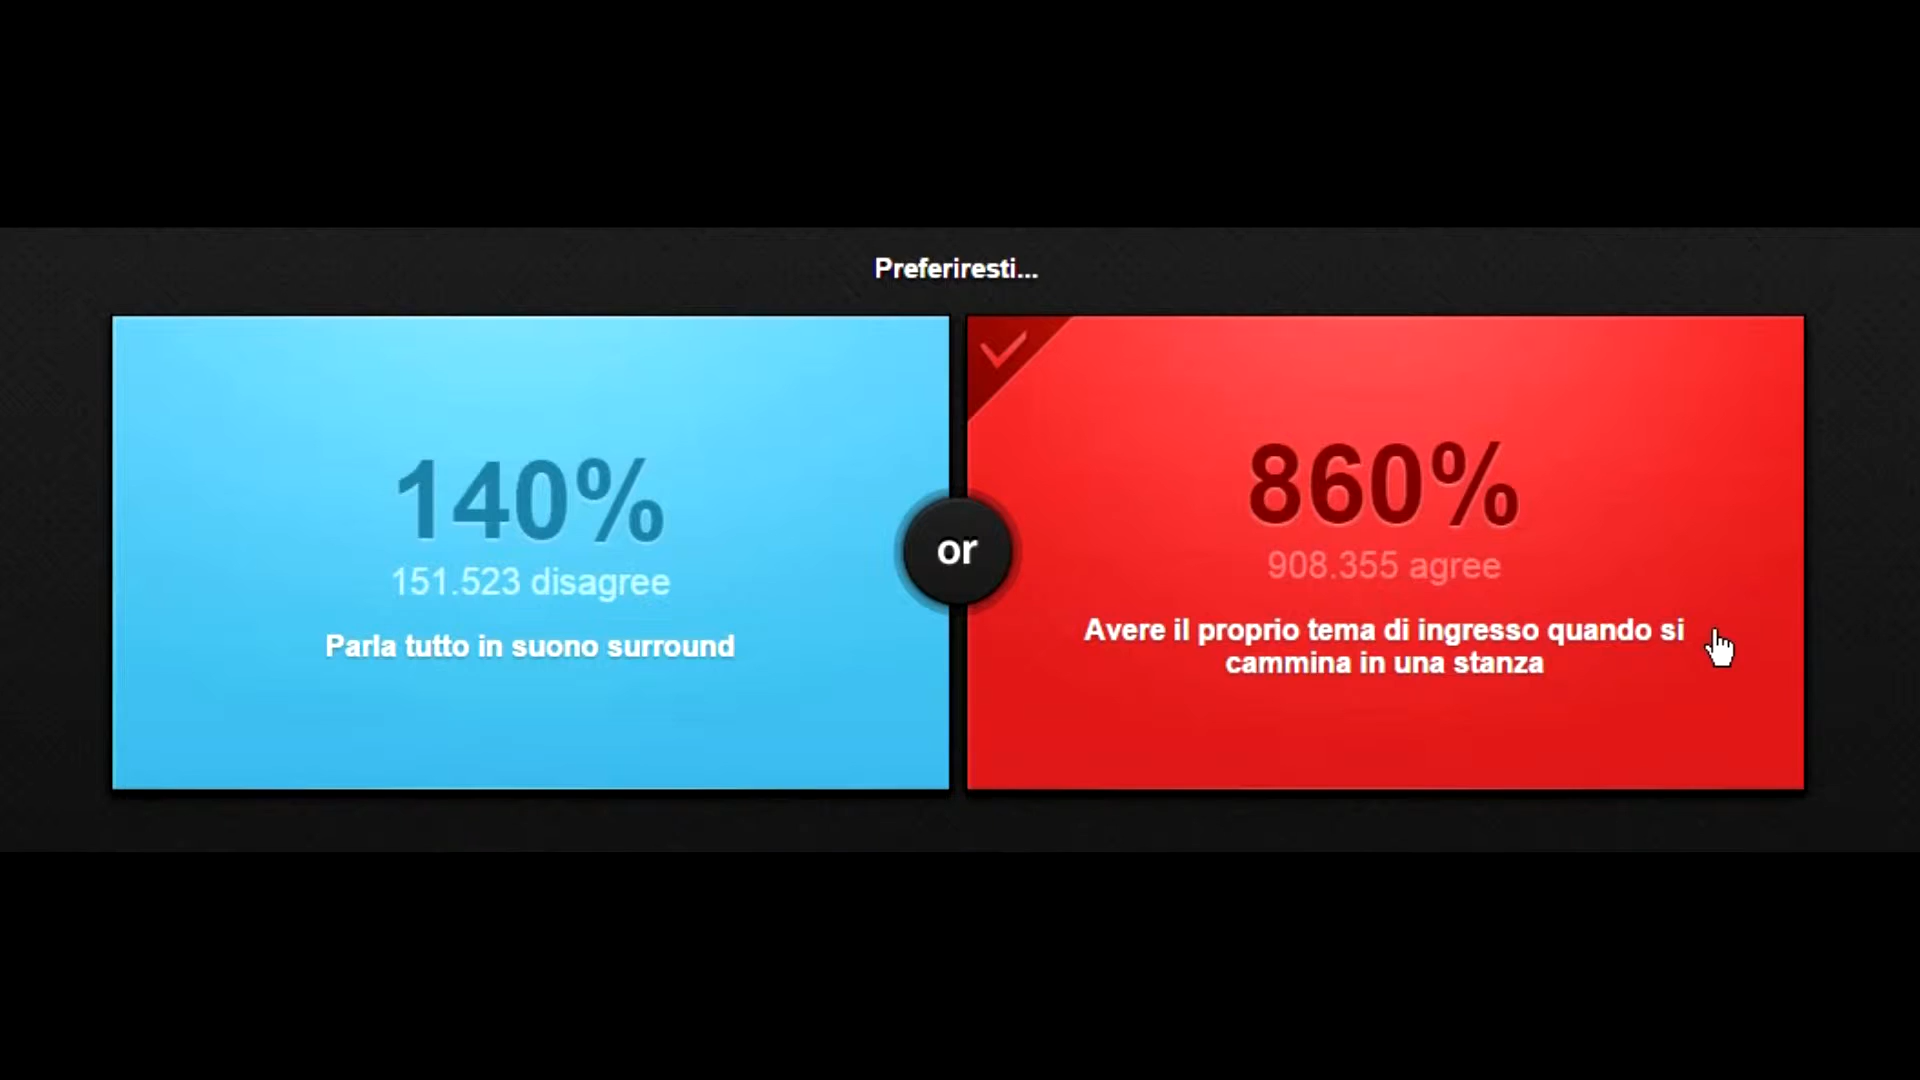 Preferiresti...
140%
151.523 disagree
Parla tutto in suono surround
or
860%
908.355 agree
Avere il proprio tema di ingresso quando si
cammina in una stanza